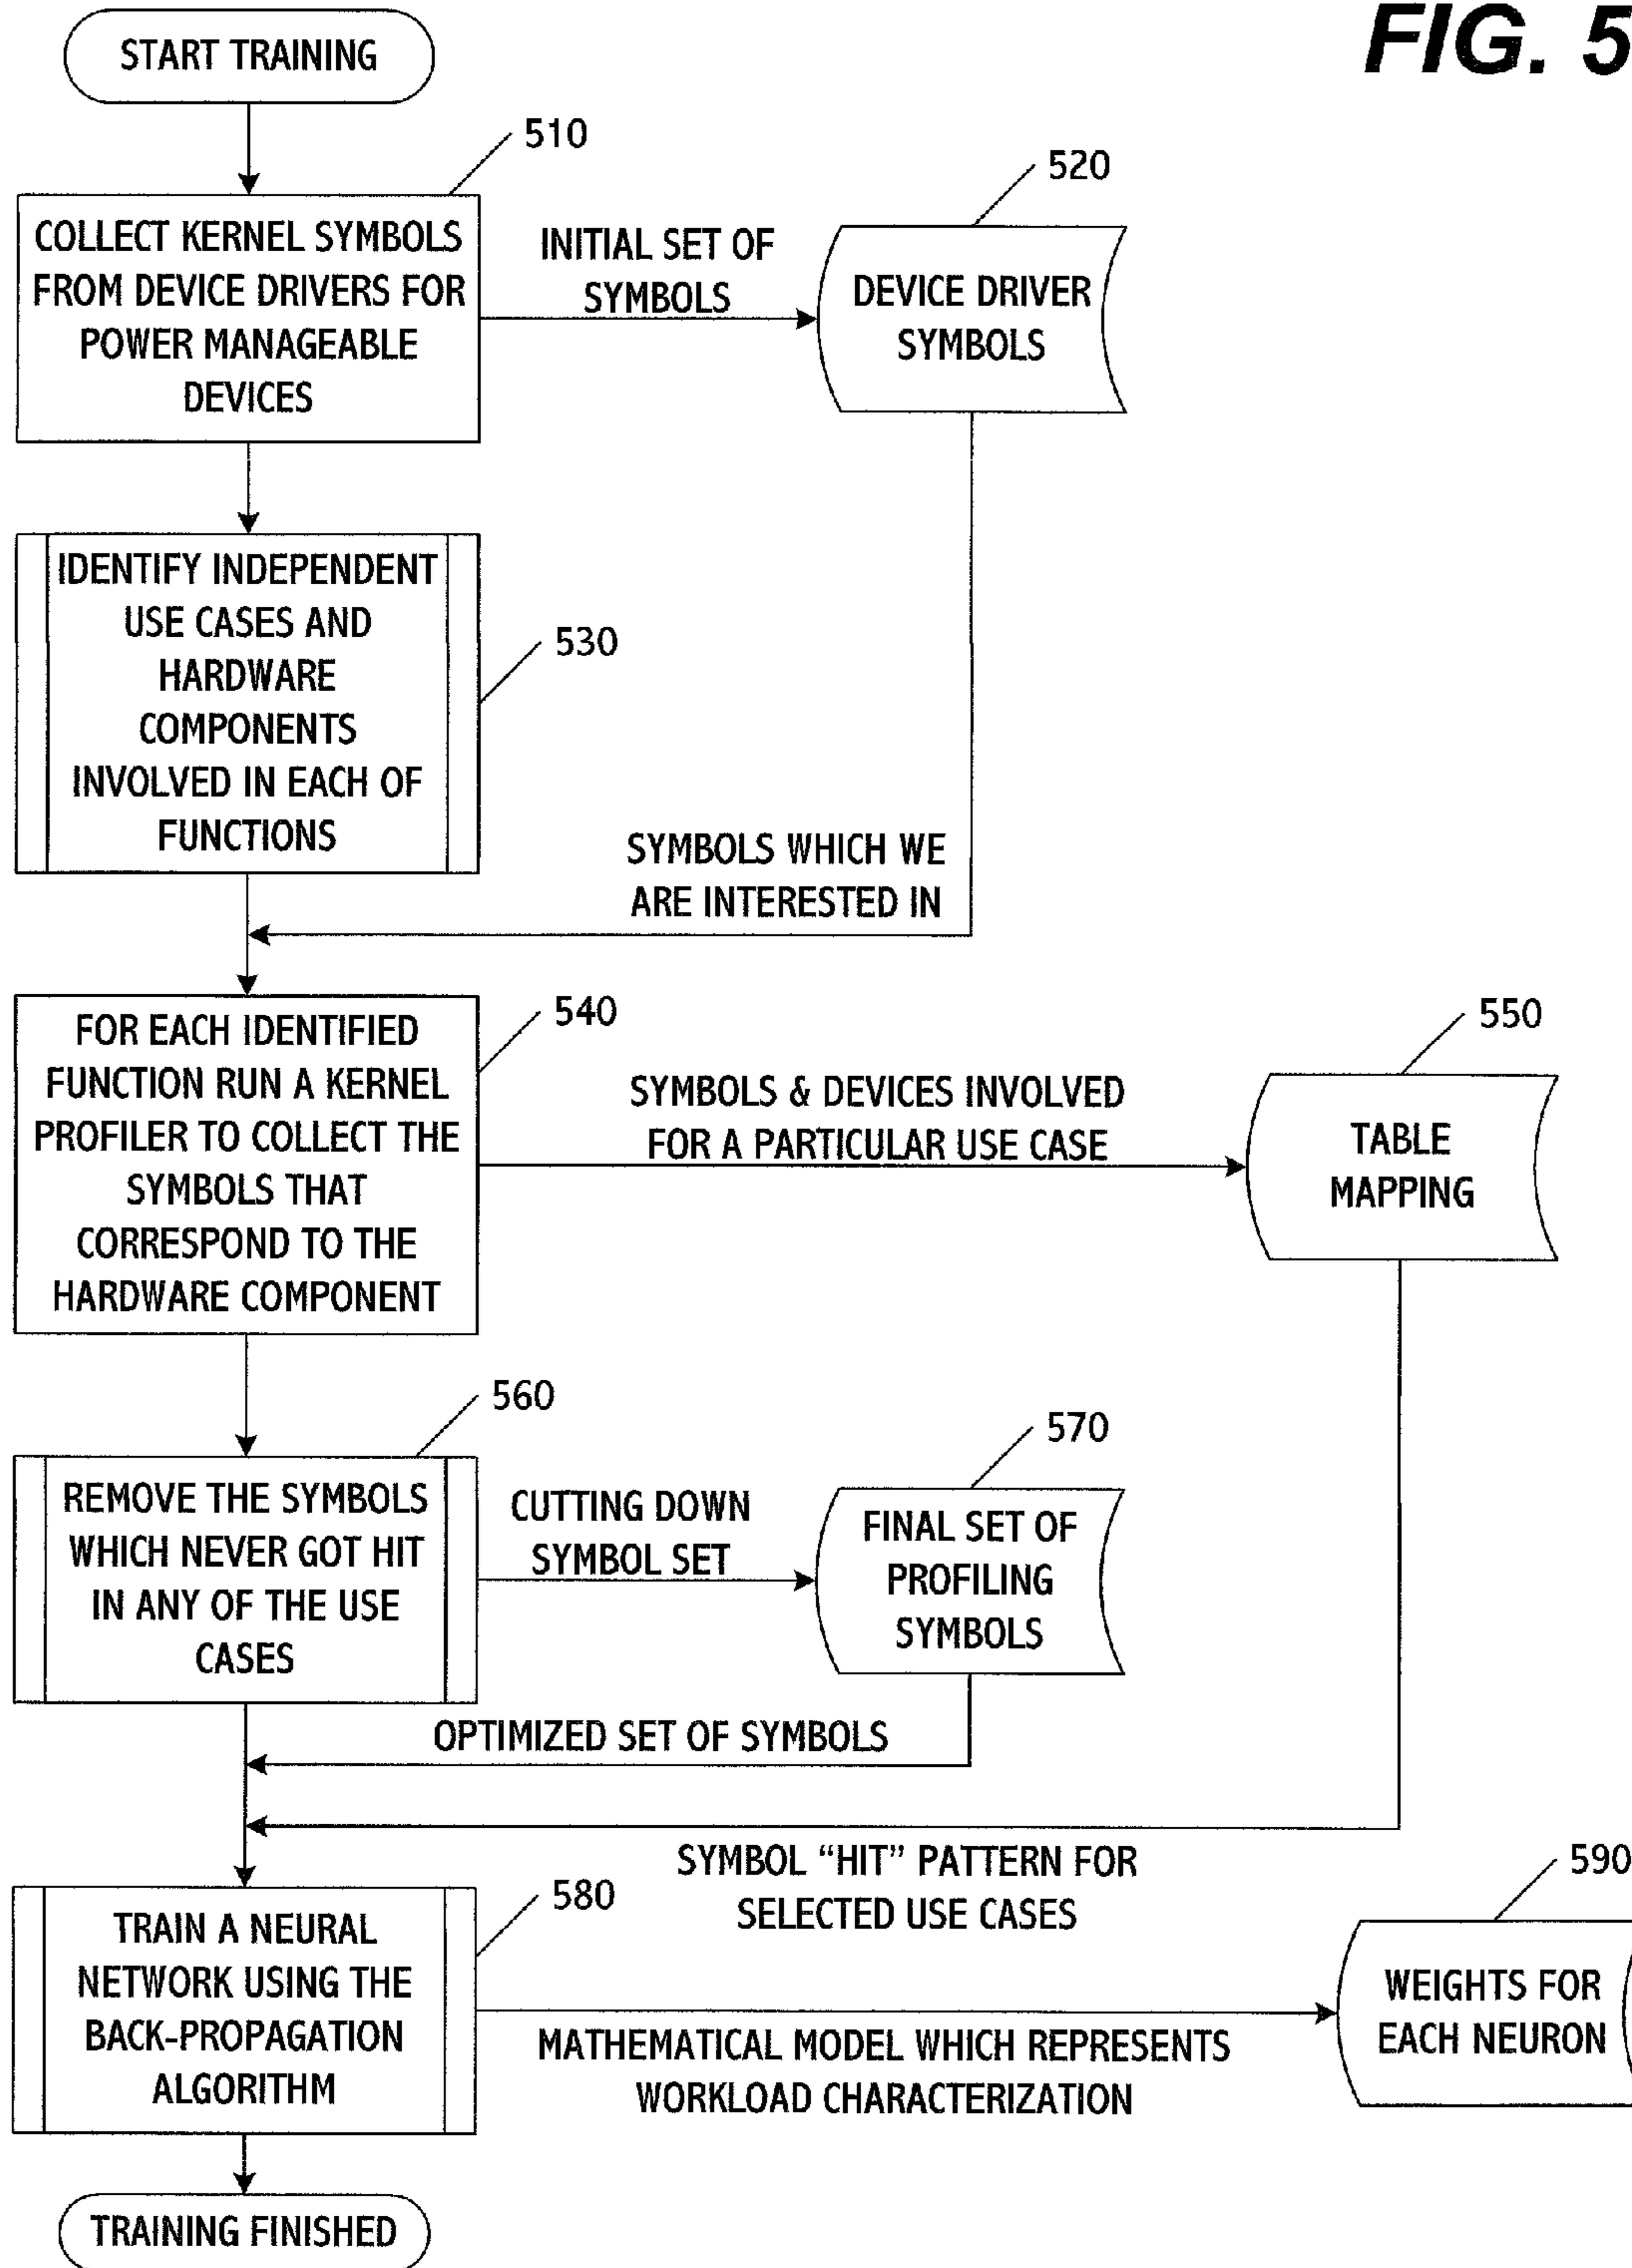 FIG. 5
START TRAINING
510
COLLECT KERNEL SYMBOLS
FROM DEVICE DRIVERS FOR
POWER MANAGEABLE
DEVICES
INITIAL SET OF
SYMBOLS
520
DEVICE DRIVER
SYMBOLS
IDENTIFY INDEPENDENT
USE CASES AND
HARDWARE
COMPONENTS
INVOLVED IN EACH OF
FUNCTIONS
530
SYMBOLS WHICH WE
ARE INTERESTED IN
FOR EACH IDENTIFIED
FUNCTION RUN A KERNEL
PROFILER TO COLLECT THE
SYMBOLS THAT
CORRESPOND TO THE
HARDWARE COMPONENT
540
SYMBOLS & DEVICES INVOLVED
FOR A PARTICULAR USE CASE
550
TABLE
MAPPING
560
REMOVE THE SYMBOLS
WHICH NEVER GOT HIT
IN ANY OF THE USE
CASES
CUTTING DOWN
SYMBOL SET
570
FINAL SET OF
PROFILING
SYMBOLS
OPTIMIZED SET OF SYMBOLS
SYMBOL “HIT” PATTERN FOR
SELECTED USE CASES
TRAIN A NEURAL
NETWORK USING THE
BACK-PROPAGATION
ALGORITHM
580
MATHEMATICAL MODEL WHICH REPRESENTS
WORKLOAD CHARACTERIZATION
590
WEIGHTS FOR
EACH NEURON
TRAINING FINISHED